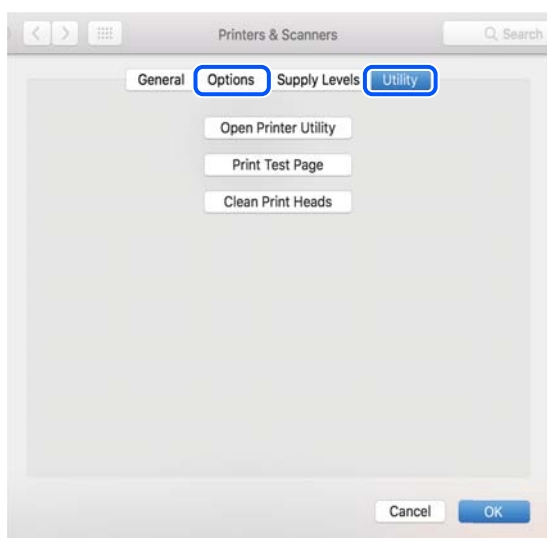 Printers & Scanners Search
General Options Supply Levels Utility
Open Printer Utility
Print Test Page
Clean Print Heads
Cancel OK